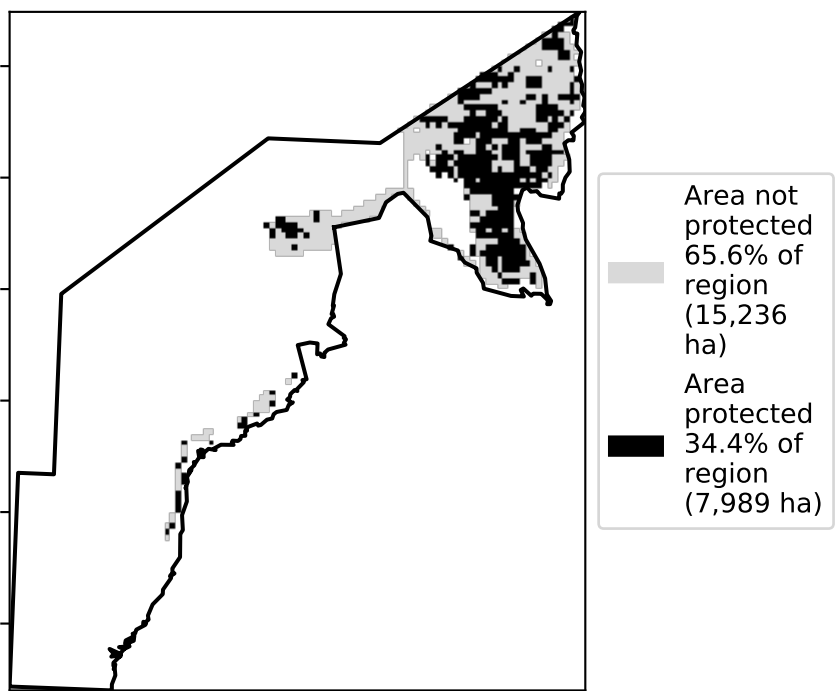 Area not
protected
65.6% of
region
(15,236
ha)
Area
protected
34.4% of
region
(7,989 ha)